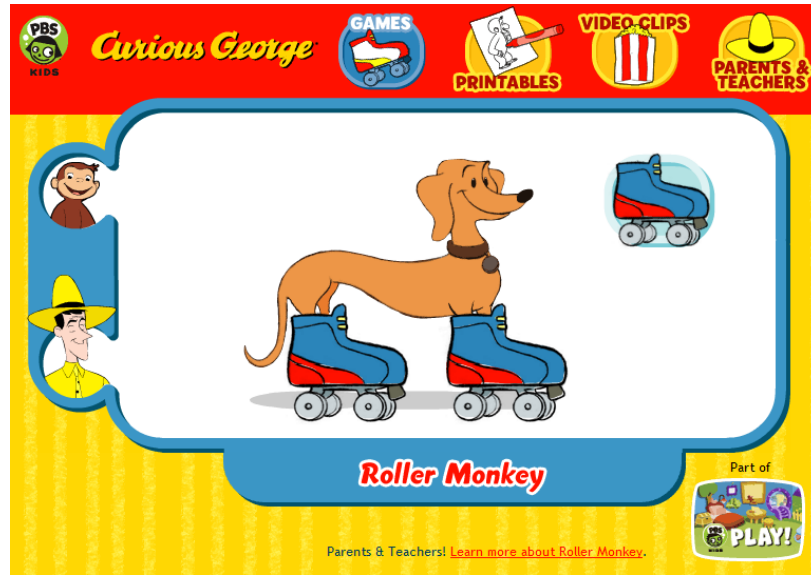 PBS
KIDS
Curious George
GAMES
PRINTABLES
VIDEO CLIPS
PARENTS &
TEACHERS
Roller Monkey
Part of
PBS
KIDS
PLAY!
Parents & Teachers! Learn more about Roller Monkey.